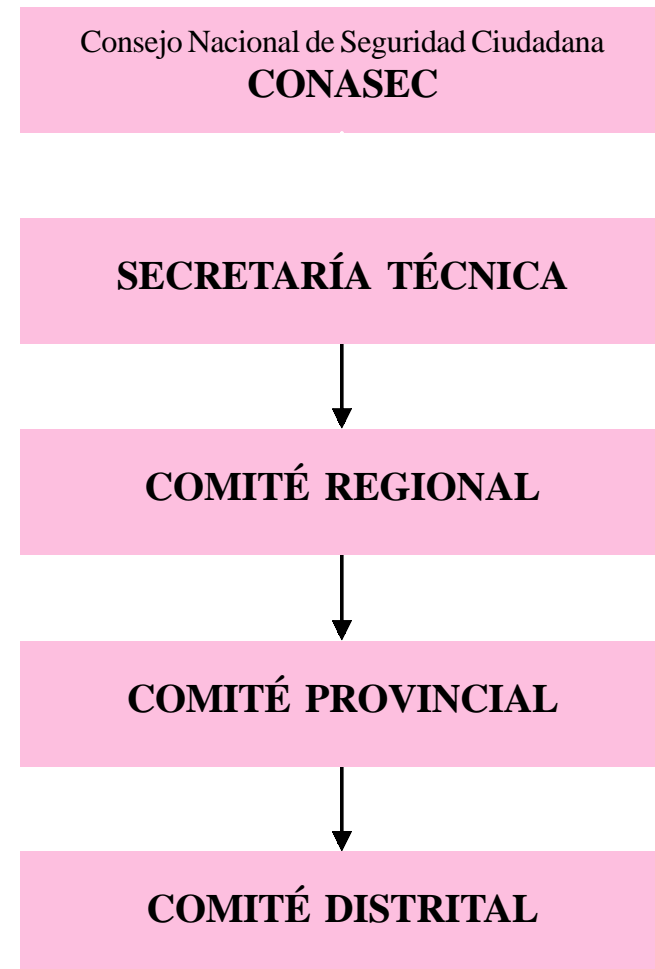 Consejo Nacional de Seguridad Ciudadana
CONASEC
SECRETARÍA TÉCNICA
COMITÉ REGIONAL
COMITÉ PROVINCIAL
COMITÉ DISTRITAL